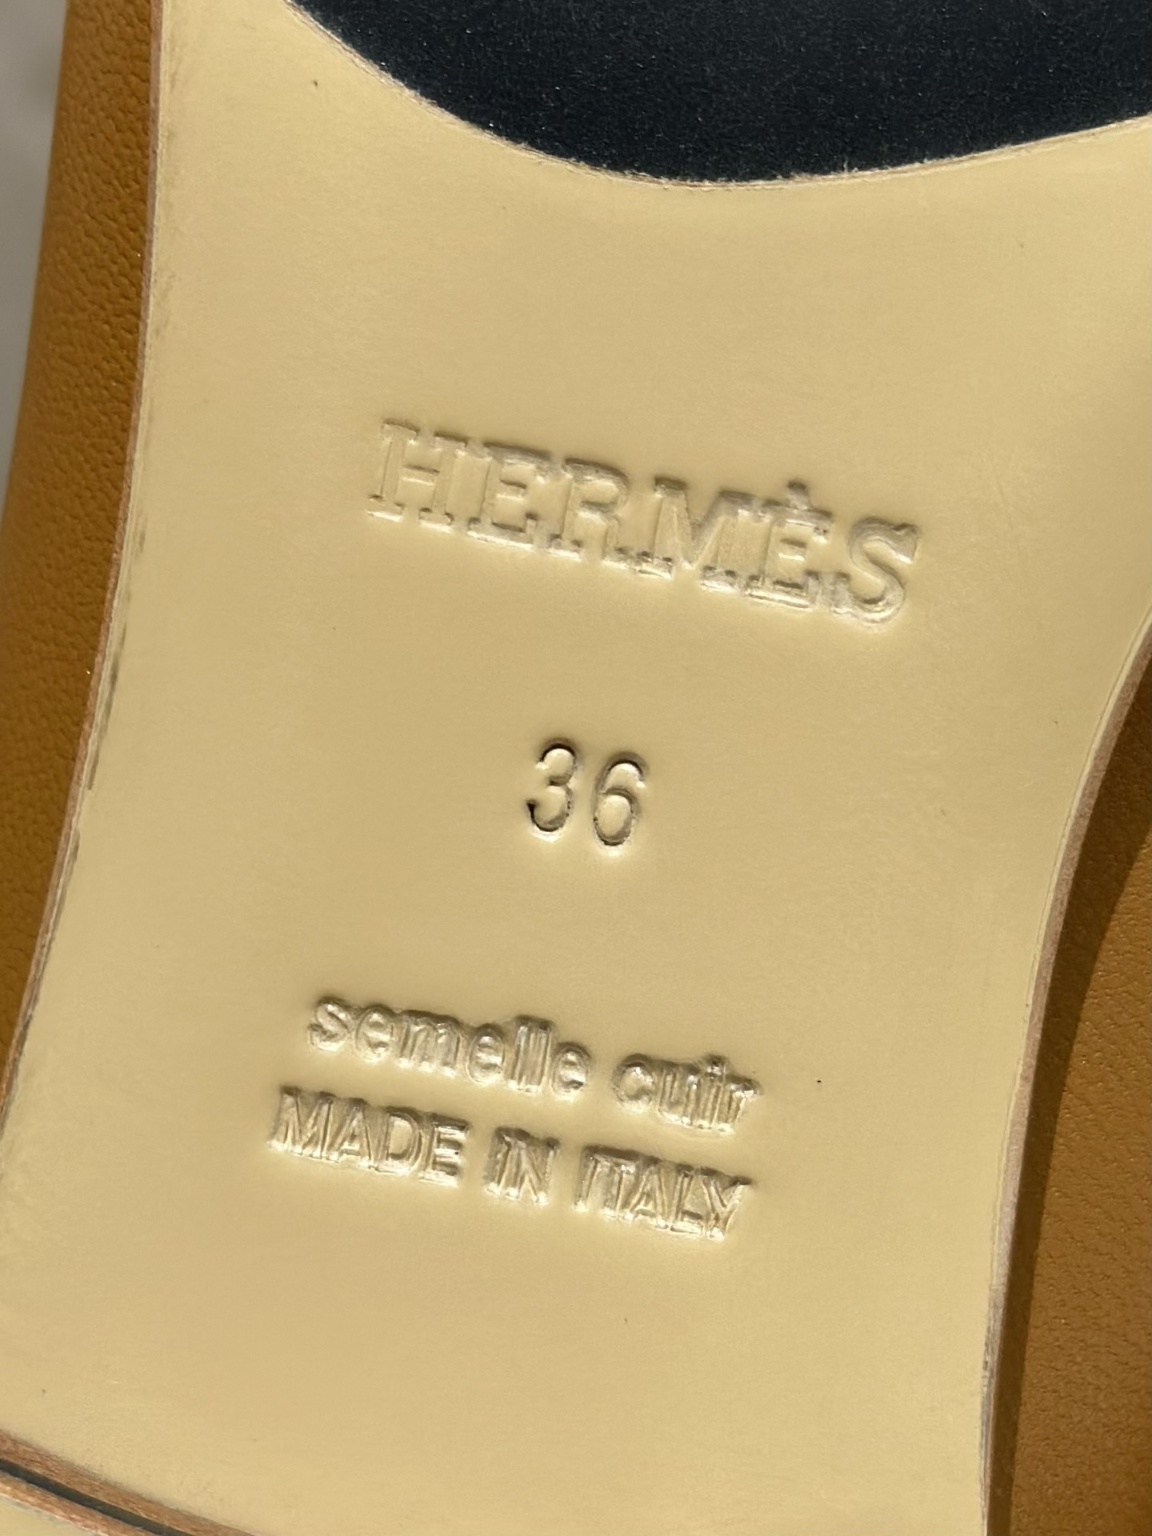 HERMÈS
36
semelle cuir
MADE IN ITALY